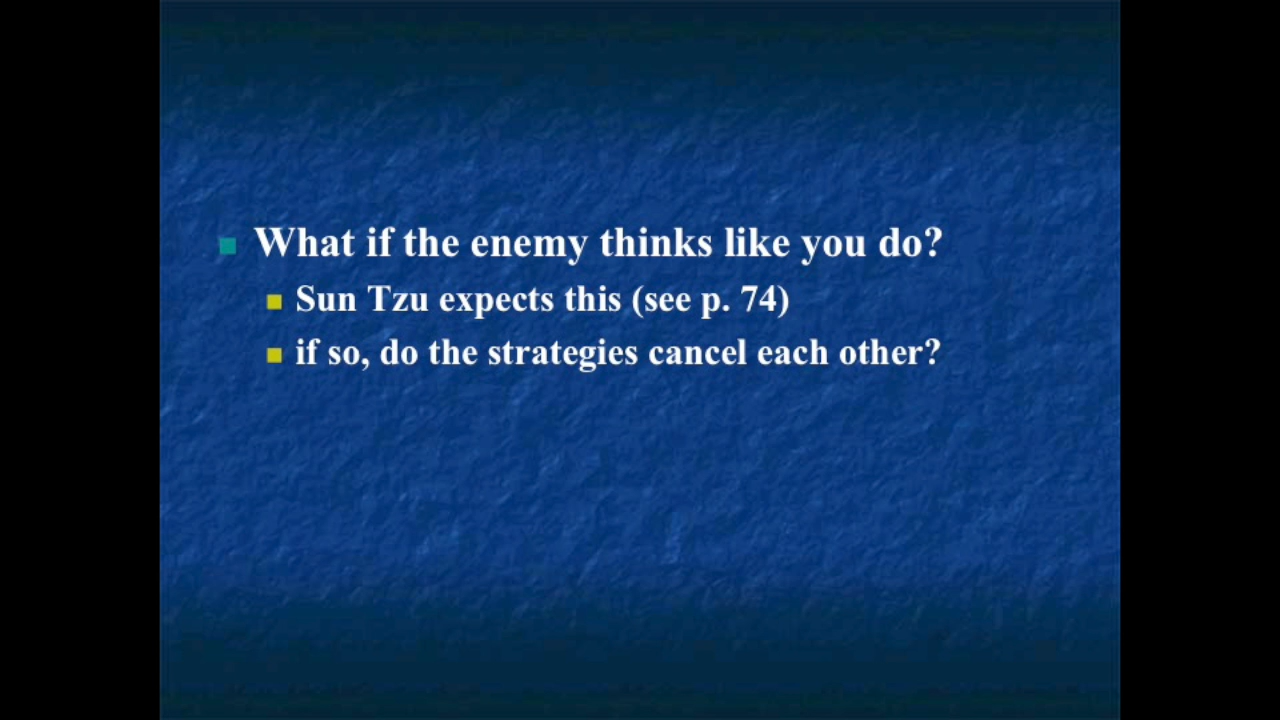 What if the enemy thinks like you do?
Sun Tzu expects this (see p. 74)
if so, do the strategies cancel each other?